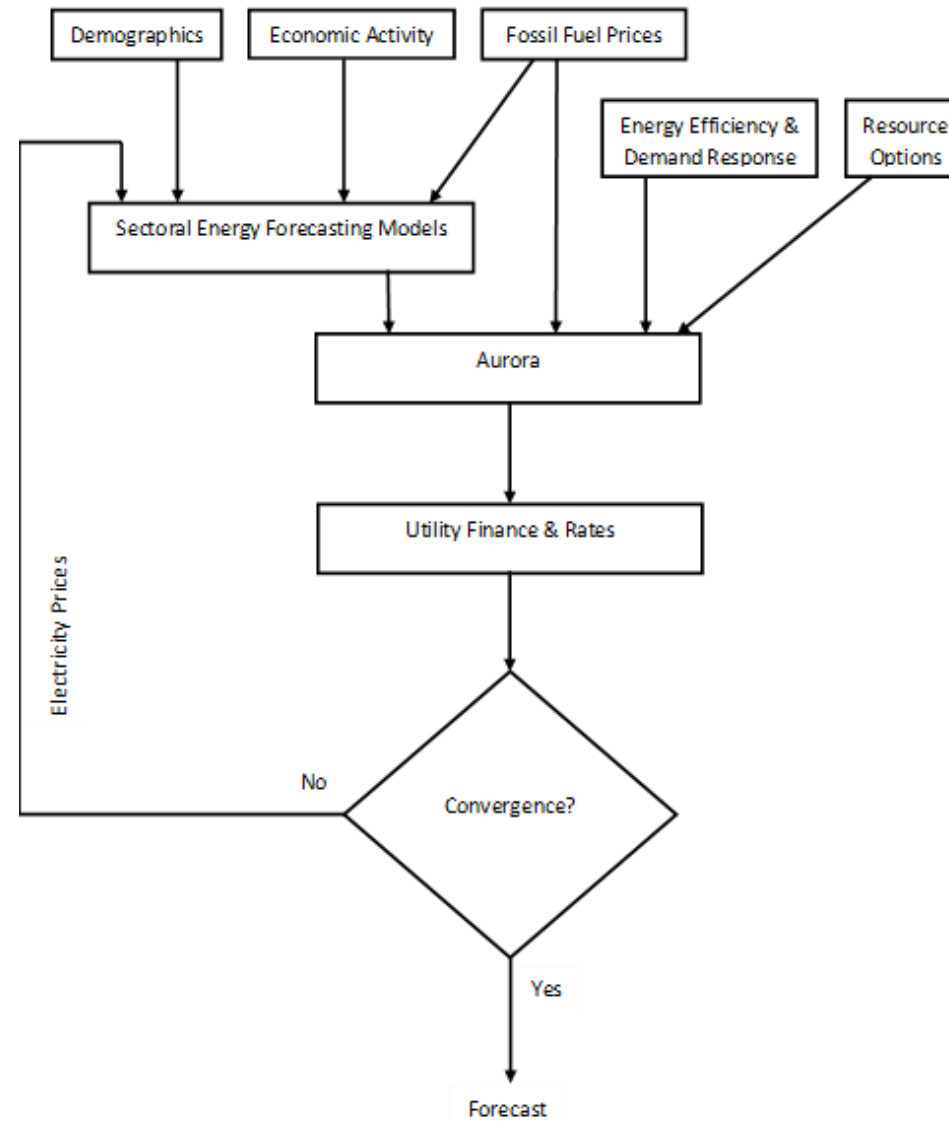 Demographics
Economic Activity
Fossil Fuel Prices
Energy Efficiency &
Demand Response
Resource
Options
Sectoral Energy Forecasting Models
Aurora
Utility Finance & Rates
Electricity Prices
No
Convergence?
Yes
Forecast